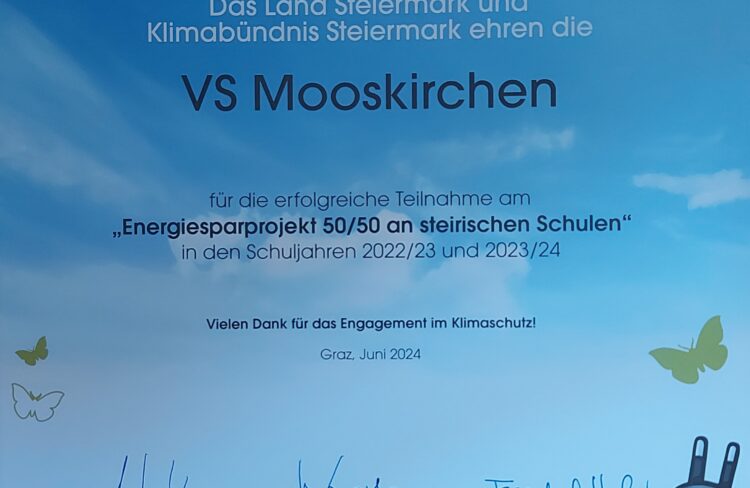 Das Land Steiermark und
Klimabündnis Steiermark ehren die
VS Mooskirchen
für die erfolgreiche Teilnahme am
„Energiesparprojekt 50/50 an steirischen Schulen“
in den Schuljahren 2022/23 und 2023/24
Vielen Dank für das Engagement im Klimaschutz!
Graz, Juni 2024